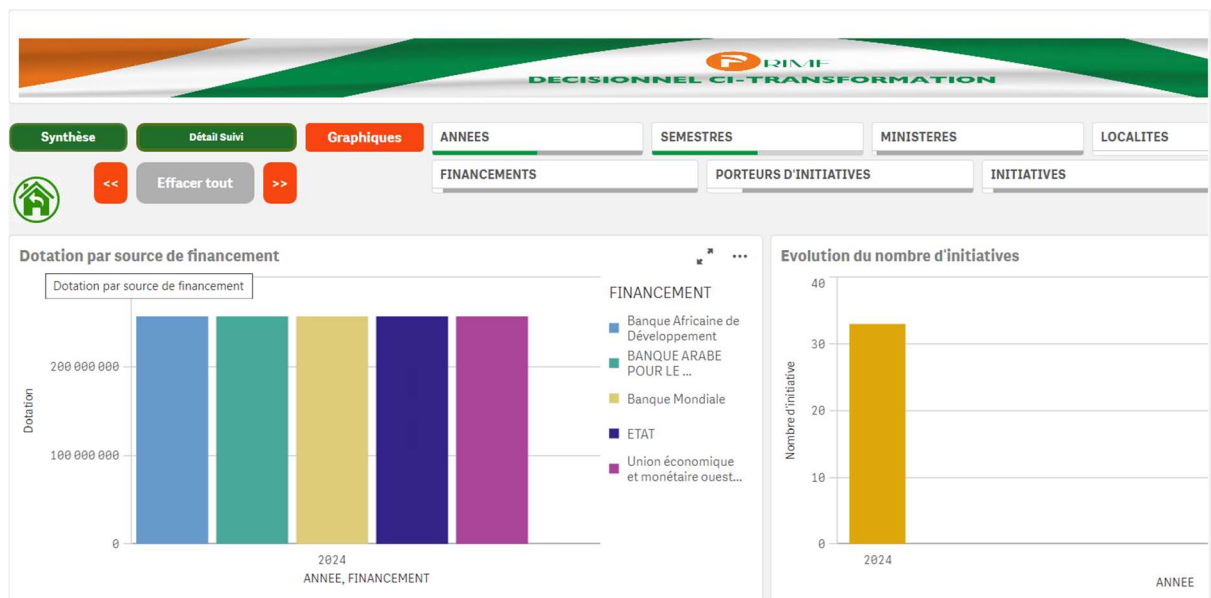 PRIMF
DECISIONNEL CI-TRANSFORMATION
Synthèse
Détail Suivi
Graphiques
ANNEES
SEMESTRES
MINISTERES
LOCALITES
<<
Effacer tout
>>
FINANCEMENTS
PORTEURS D'INITIATIVES
INITIATIVES
Dotation par source de financement
...
Dotation par source de financement
200 000 000
100 000 000
0
Dotation
2024
ANNEE, FINANCEMENT
FINANCEMENT
Banque Africaine de
Développement
BANQUE ARABE
POUR LE ...
Banque Mondiale
ETAT
Union économique
et monétaire ouest...
Evolution du nombre d'initiatives
40
30
20
10
0
Nombre d'initiative
2024
ANNEE